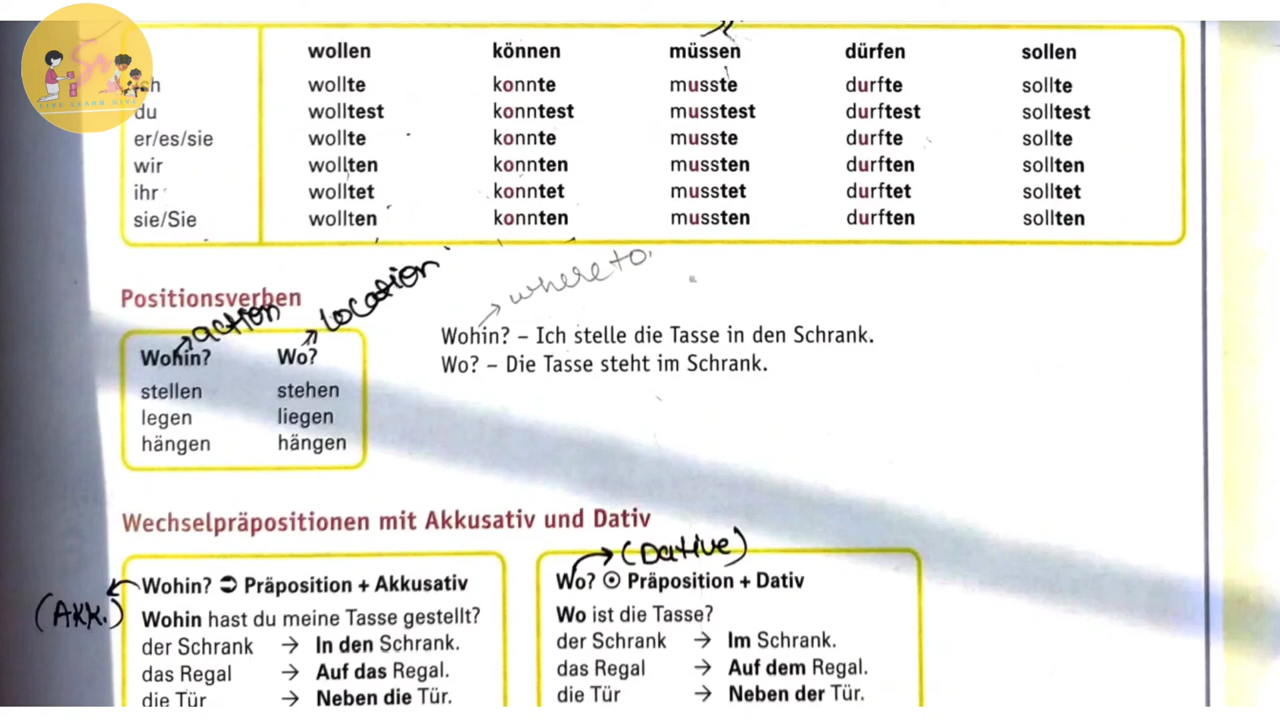 wollen können müssen dürfen sollen
ich wollte konnte musste durfte sollte
du wolltest konntest musstest durftest solltest
er/es/sie wollte konnte musste durfte sollte
wir wollten konnten mussten durften sollten
ihr wolltet konntet musstet durftet solltet
sie/Sie wollten konnten mussten durften sollten
where to
Positionsverben
action
location
Wohin? Wo?
stellen stehen
legen liegen
hängen hängen
Wohin? – Ich stelle die Tasse in den Schrank.
Wo? – Die Tasse steht im Schrank.
Wechselpräpositionen mit Akkusativ und Dativ
(AKK.)
Wohin? ➲ Präposition + Akkusativ
Wohin hast du meine Tasse gestellt?
der Schrank → In den Schrank.
das Regal → Auf das Regal.
die Tür → Neben die Tür.
(Dative)
Wo? ⊙ Präposition + Dativ
Wo ist die Tasse?
der Schrank → Im Schrank.
das Regal → Auf dem Regal.
die Tür → Neben der Tür.